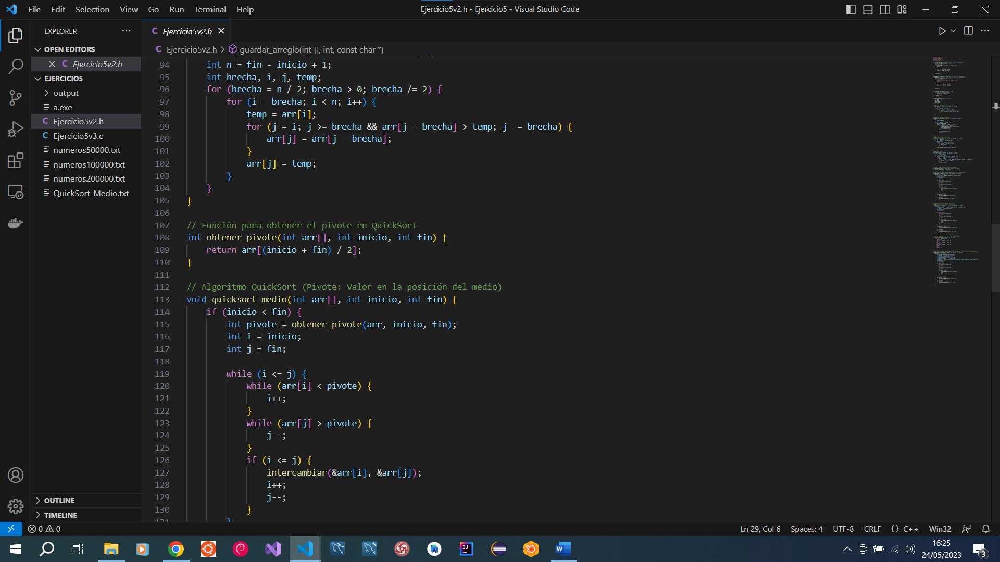 File Edit Selection View Go Run Terminal Help
Ejercicio5v2.h - Ejercicio5 - Visual Studio Code
EXPLORER
OPEN EDITORS
Ejercicio5v2.h
EJERCICIO5
output
a.exe
Ejercicio5v2.h
Ejercicio5v3.c
numeros50000.txt
numeros100000.txt
numeros200000.txt
QuickSort-Medio.txt
OUTLINE
TIMELINE
C Ejercicio5v2.h
C Ejercicio5v2.h > guardar_arreglo(int [], int, const char *)
94 int n = fin - inicio + 1;
95 int brecha, i, j, temp;
96 for (brecha = n / 2; brecha > 0; brecha /= 2) {
97 for (i = brecha; i < n; i++) {
98 temp = arr[i];
99 for (j = i; j >= brecha && arr[j - brecha] > temp; j -= brecha) {
100 arr[j] = arr[j - brecha];
101 }
102 arr[j] = temp;
103 }
104 }
105 }
106
107 // Función para obtener el pivote en QuickSort
108 int obtener_pivote(int arr[], int inicio, int fin) {
109 return arr[(inicio + fin) / 2];
110 }
111
112 // Algoritmo QuickSort (Pivote: Valor en la posición del medio)
113 void quicksort_medio(int arr[], int inicio, int fin) {
114 if (inicio < fin) {
115 int pivote = obtener_pivote(arr, inicio, fin);
116 int i = inicio;
117 int j = fin;
118
119 while (i <= j) {
120 while (arr[i] < pivote) {
121 i++;
122 }
123 while (arr[j] > pivote) {
124 j--;
125 }
126 if (i <= j) {
127 intercambiar(&arr[i], &arr[j]);
128 i++;
129 j--;
130 }
131 }
0 0
Ln 29, Col 6 Spaces: 4 UTF-8 CRLF {} C++ Win32
16:25
24/05/2023
3